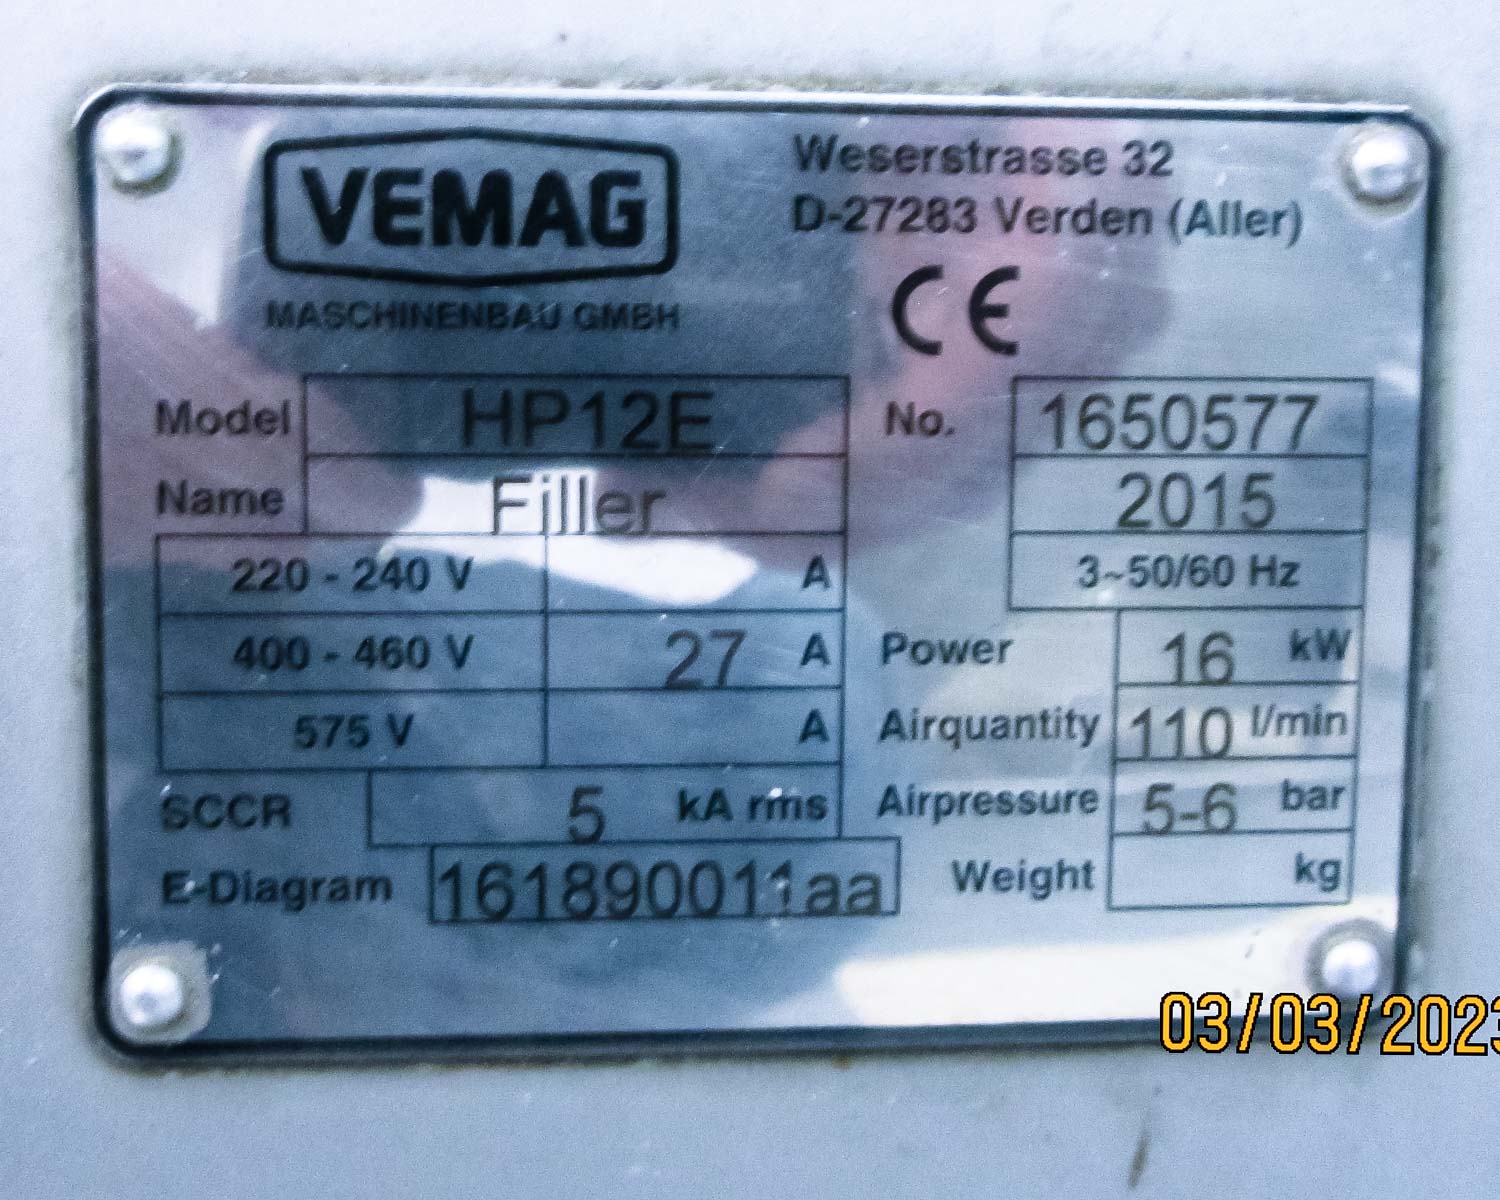 VEMAG
MASCHINENBAU GMBH
Weserstrasse 32
D-27283 Verden (Aller)
CE
Model HP12E No. 1650577
Name Filler 2015
220 - 240 V A 3~50/60 Hz
400 - 460 V 27 A Power 16 kW
575 V A Airquantity 110 l/min
SCCR 5 kA rms Airpressure 5-6 bar
E-Diagram 161890011aa Weight kg
03/03/2023